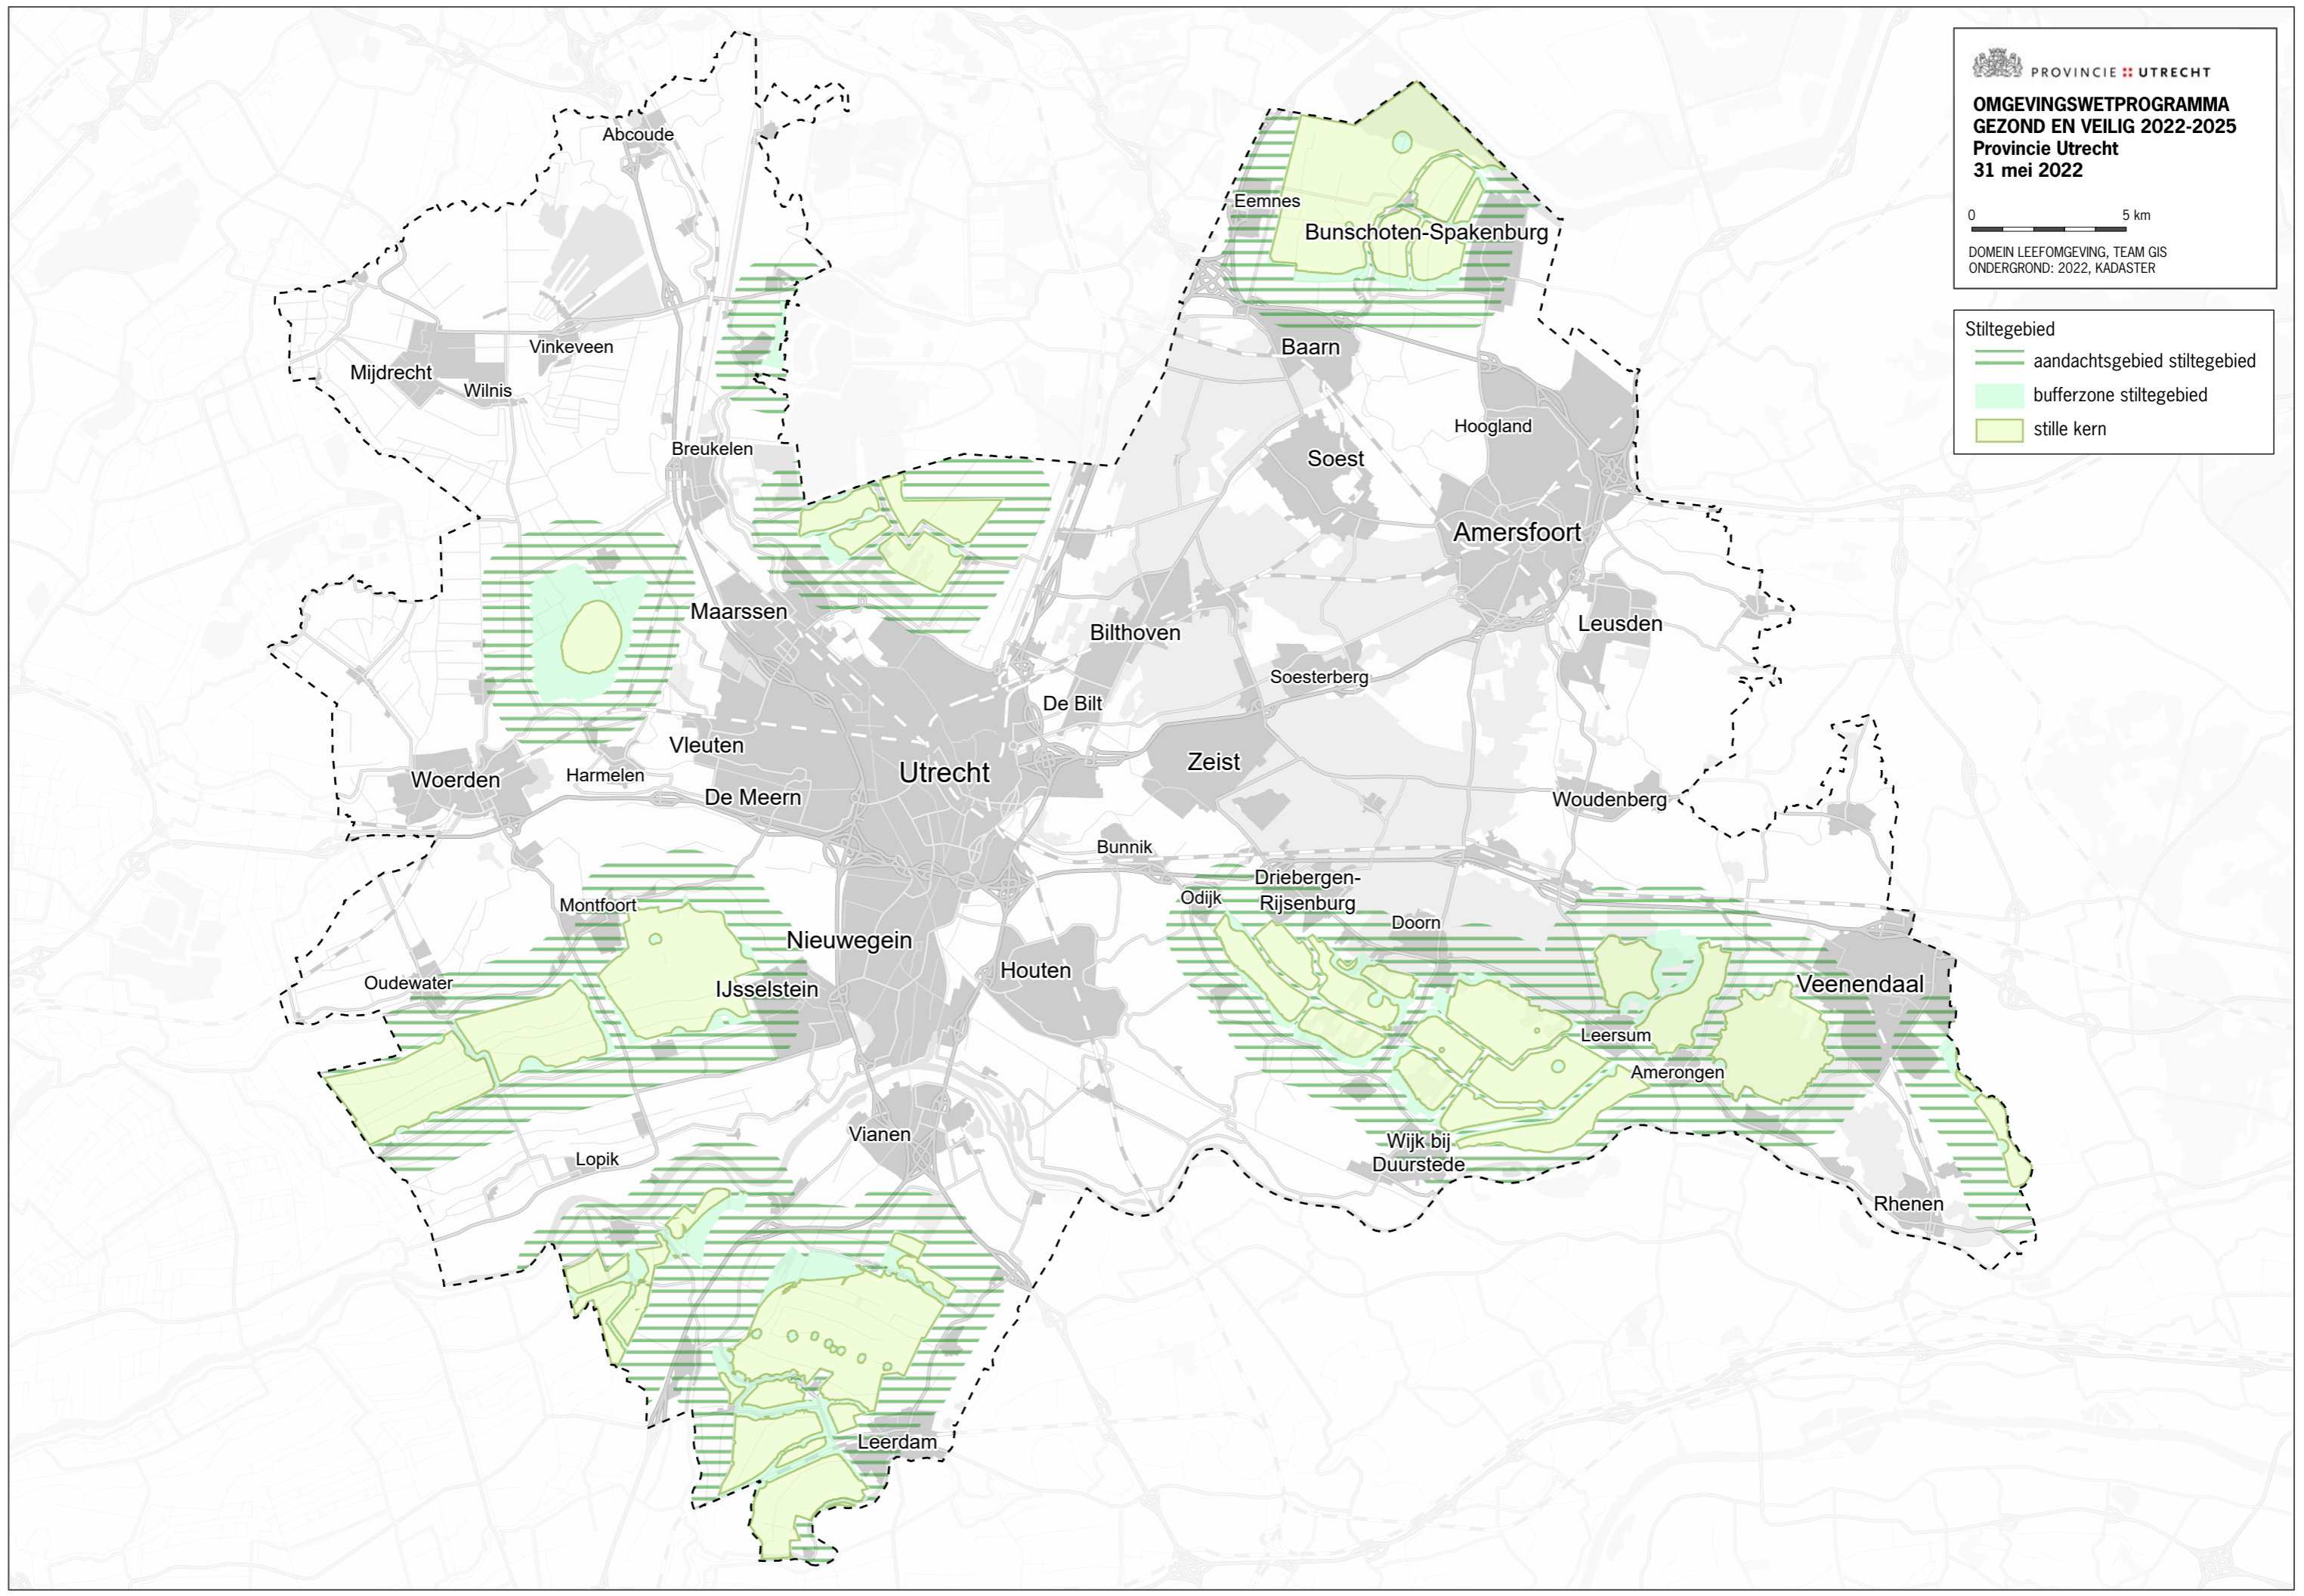 PROVINCIE UTRECHT
OMGEVINGSWETPROGRAMMA
GEZOND EN VEILIG 2022-2025
Provincie Utrecht
31 mei 2022
0 5 km
DOMEIN LEEFOMGEVING, TEAM GIS
ONDERGROND: 2022, KADASTER
Stiltegebied
aandachtsgebied stiltegebied
bufferzone stiltegebied
stille kern
Abcoude
Eemnes
Bunschoten-Spakenburg
Vinkeveen
Mijdrecht
Wilnis
Baarn
Hoogland
Breukelen
Soest
Amersfoort
Maarssen
Bilthoven
Leusden
Soesterberg
De Bilt
Vleuten
Woerden
Harmelen
Utrecht
Zeist
De Meern
Woudenberg
Bunnik
Driebergen-
Rijsenburg
Odijk
Montfoort
Doorn
Nieuwegein
Houten
Oudewater
IJsselstein
Veenendaal
Leersum
Amerongen
Vianen
Wijk bij
Duurstede
Lopik
Rhenen
Leerdam